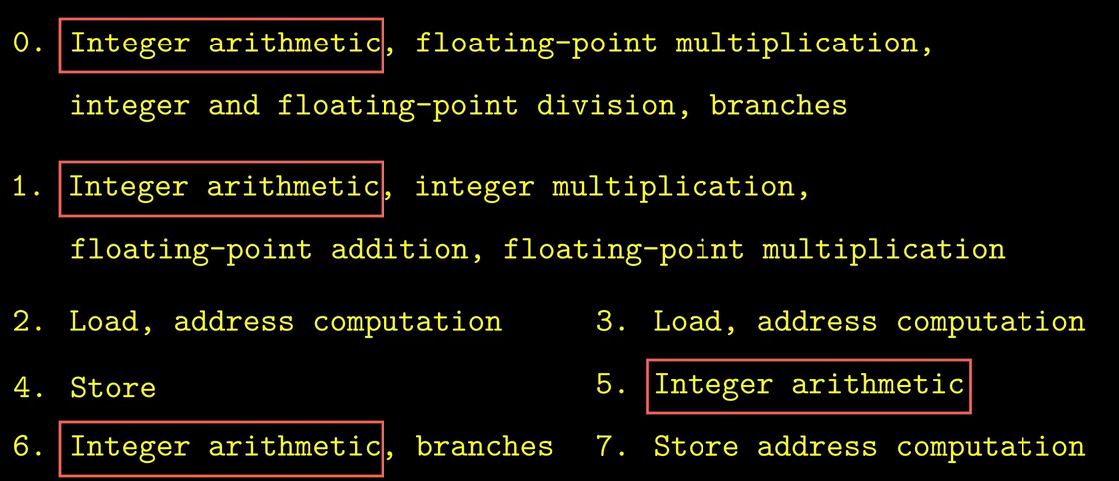 0. Integer arithmetic, floating-point multiplication,
integer and floating-point division, branches
1. Integer arithmetic, integer multiplication,
floating-point addition, floating-point multiplication
2. Load, address computation
3. Load, address computation
4. Store
5. Integer arithmetic
6. Integer arithmetic, branches
7. Store address computation